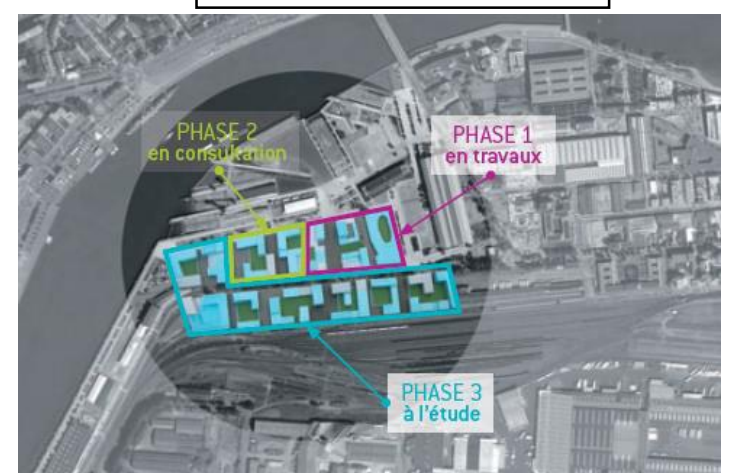 PHASE 2
en consultation
PHASE 1
en travaux
PHASE 3
à l'étude